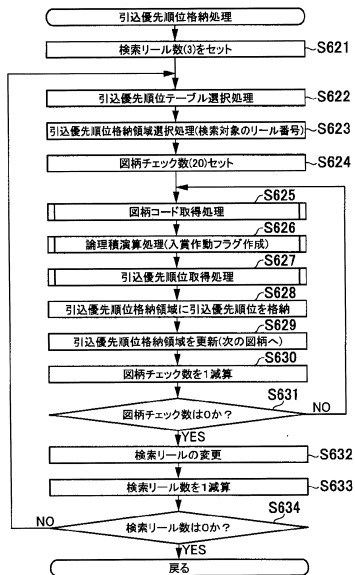 引込優先順位格納処理
検索リール数(3)をセット
S621
引込優先順位テーブル選択処理
S622
引込優先順位格納領域選択処理(検索対象のリール番号)
S623
図柄チェック数(20)セット
S624
S625
図柄コード取得処理
S626
論理積演算処理(入賞作動フラグ作成)
S627
引込優先順位取得処理
S628
引込優先順位格納領域に引込優先順位を格納
S629
引込優先順位格納領域を更新(次の図柄へ)
S630
図柄チェック数を1減算
S631
図柄チェック数は0か?
NO
YES
検索リールの変更
S632
検索リール数を1減算
S633
S634
NO
検索リール数は0か?
YES
戻る